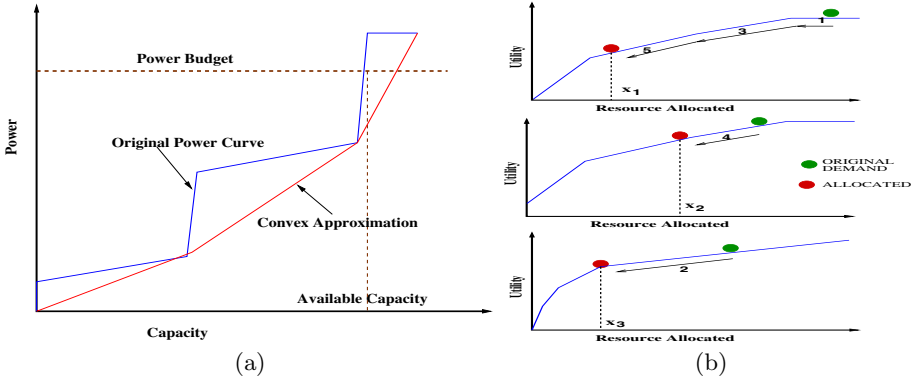 Power Budget
Original Power Curve
Convex Approximation
Available Capacity
Power
Capacity
(a)
Utility
1
3
5
x1
Resource Allocated
Utility
4
x2
Resource Allocated
ORIGINAL
DEMAND
ALLOCATED
Utility
2
x3
Resource Allocated
(b)